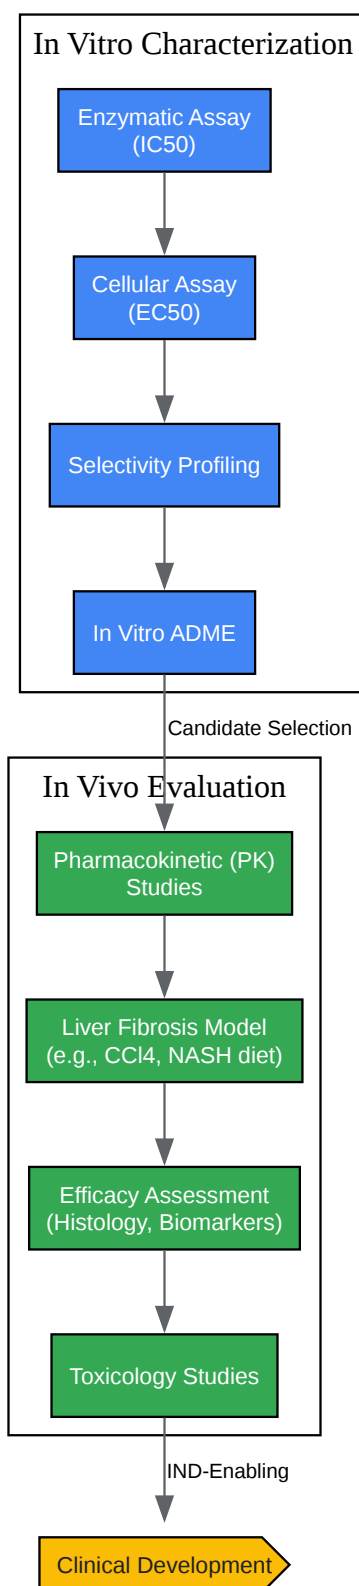 In Vitro Characterization
Enzymatic Assay
(IC50)
Cellular Assay
(EC50)
Selectivity Profiling
In Vitro ADME
Candidate Selection
In Vivo Evaluation
Pharmacokinetic (PK)
Studies
Liver Fibrosis Model
(e.g., CCl4, NASH diet)
Efficacy Assessment
(Histology, Biomarkers)
Toxicology Studies
IND-Enabling
Clinical Development